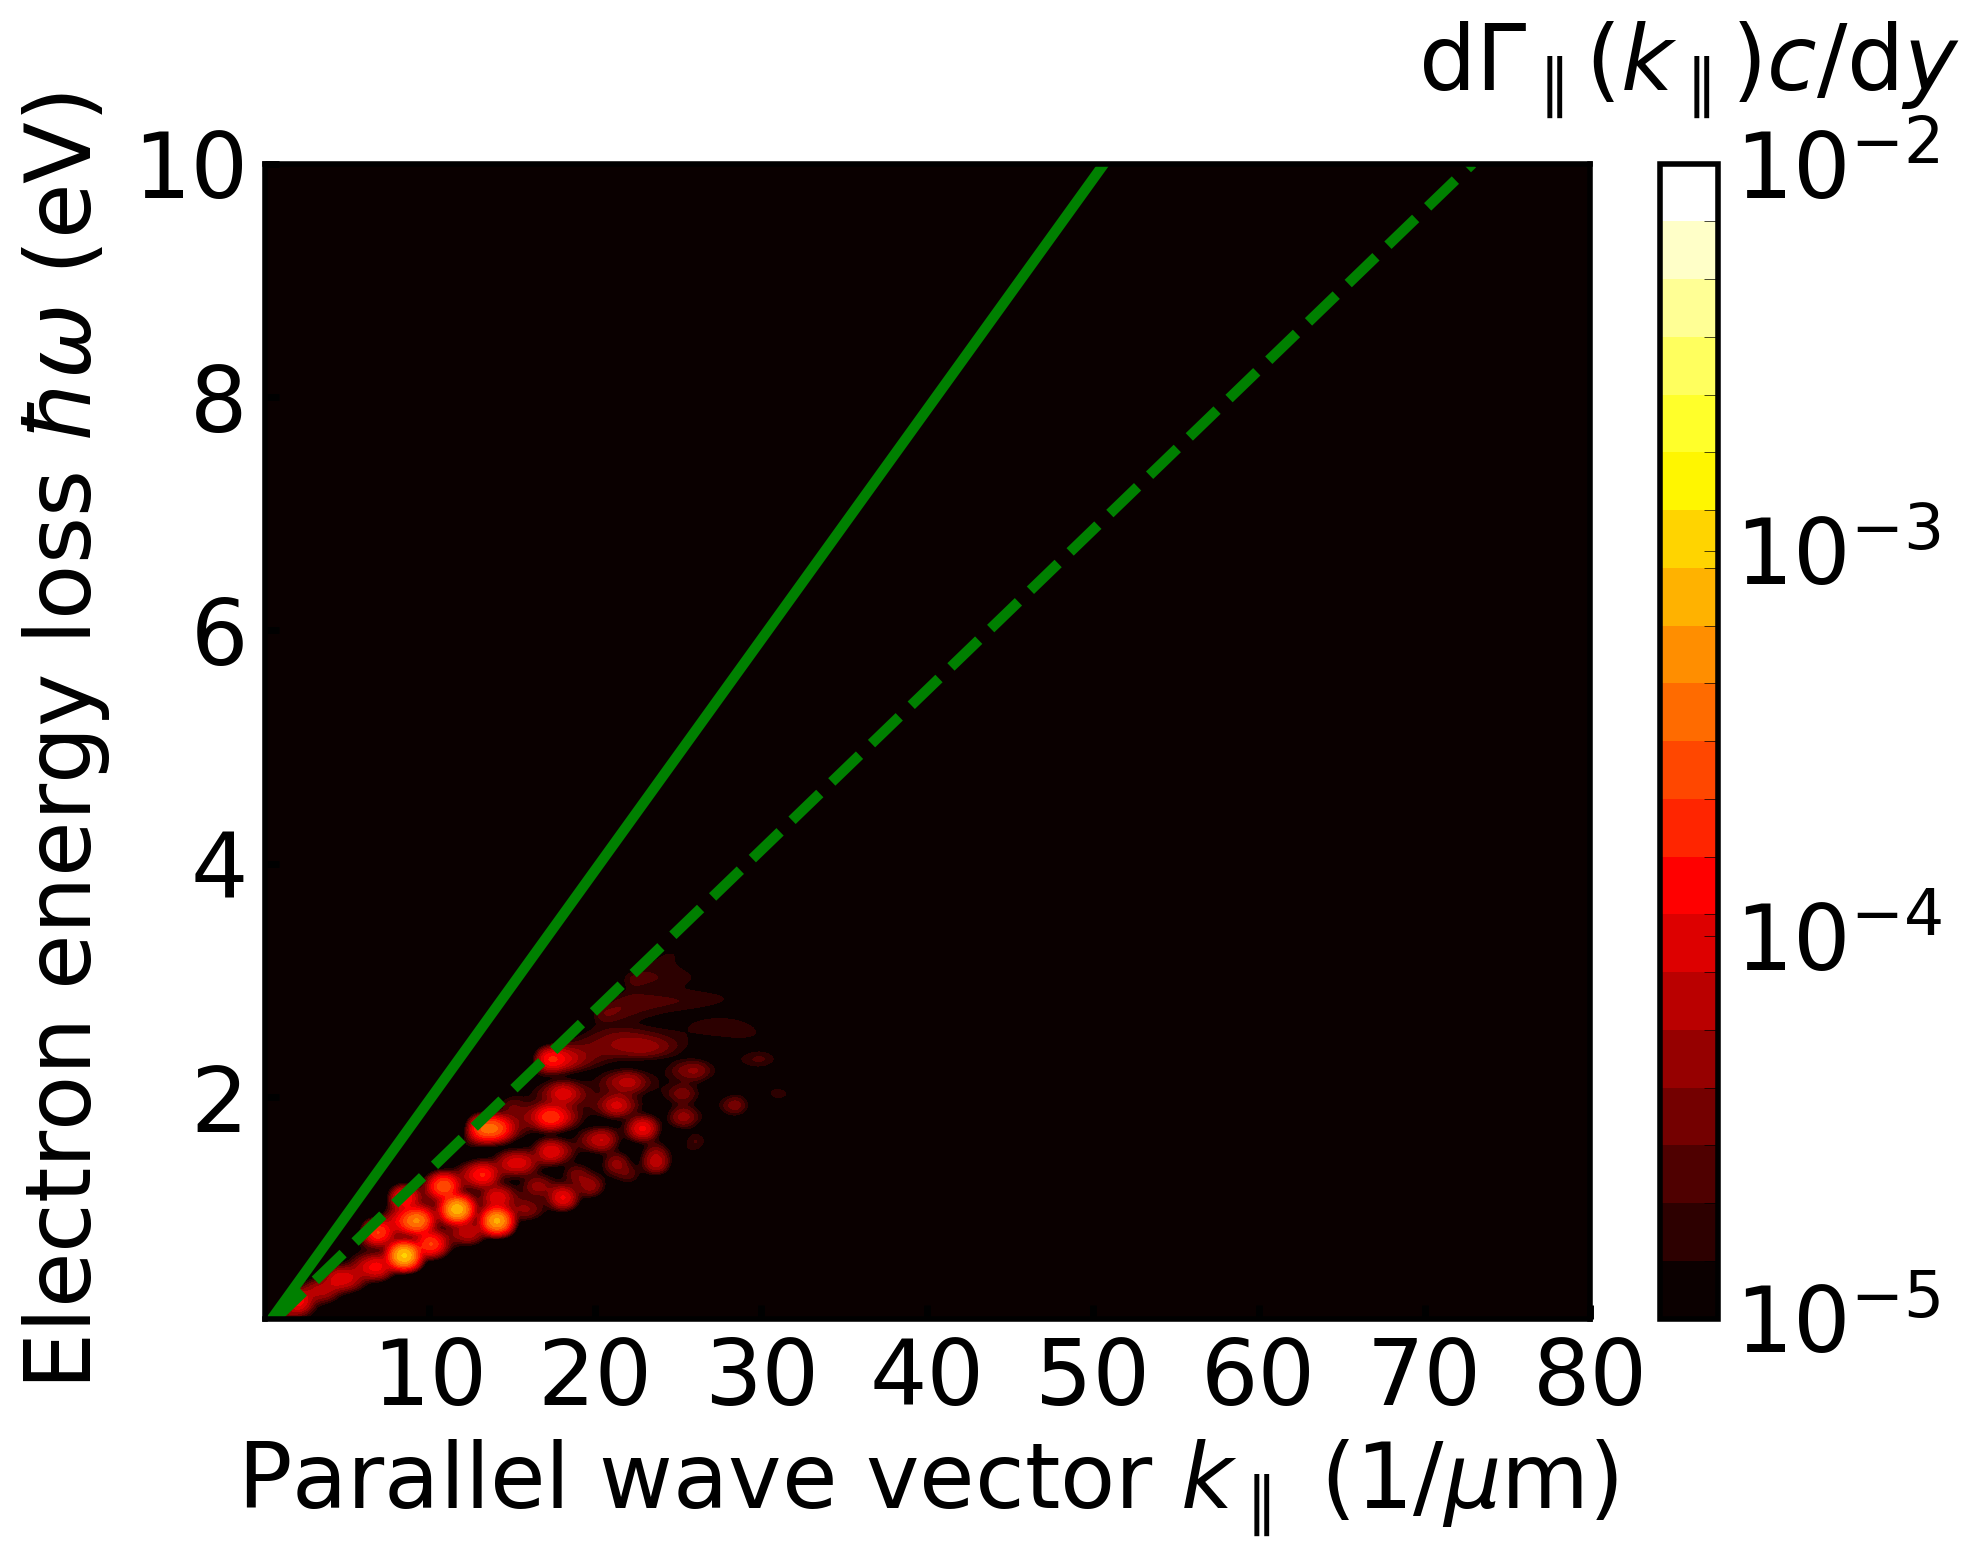 dΓ∥(k∥)c/dy
Electron energy loss ħω (eV)
10
8
6
4
2
10 20 30 40 50 60 70 80
Parallel wave vector k∥ (1/μm)
10⁻²
10⁻³
10⁻⁴
10⁻⁵